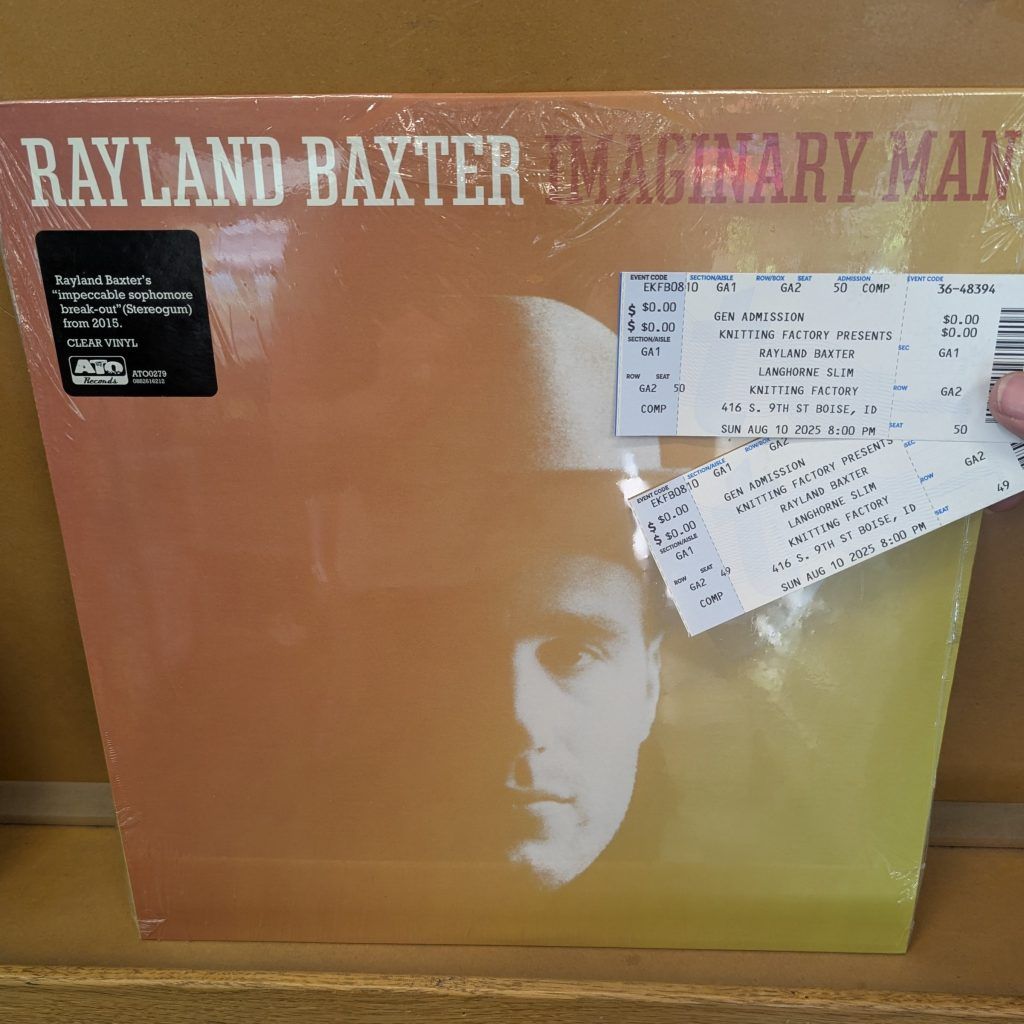 RAYLAND BAXTER IMAGINARY MAN
Rayland Baxter's
"impeccable sophomore
break-out" (Stereogum)
from 2015.
CLEAR VINYL
ATO
Records
ATO0279
0882516212
EVENT CODE SECTION/AISLE ROW/BOX SEAT ADMISSION EVENT CODE
EKFB0810 GA1 GA2 50 COMP 36-48394
$ $0.00 GEN ADMISSION $0.00
$ $0.00 KNITTING FACTORY PRESENTS $0.00
SECTION/AISLE RAYLAND BAXTER SEC GA1
GA1 LANGHORNE SLIM
ROW SEAT KNITTING FACTORY ROW GA2
GA2 50 416 S. 9TH ST BOISE, ID
COMP SUN AUG 10 2025 8:00 PM SEAT 50
EVENT CODE SECTION/AISLE ROW/BOX
EKFB0810 GA1 GA2
$ $0.00 GEN ADMISSION
$ $0.00 KNITTING FACTORY PRESENTS SEC
SECTION/AISLE RAYLAND BAXTER
GA1 LANGHORNE SLIM ROW GA2
ROW SEAT KNITTING FACTORY
GA2 49 416 S. 9TH ST BOISE, ID SEAT 49
COMP SUN AUG 10 2025 8:00 PM